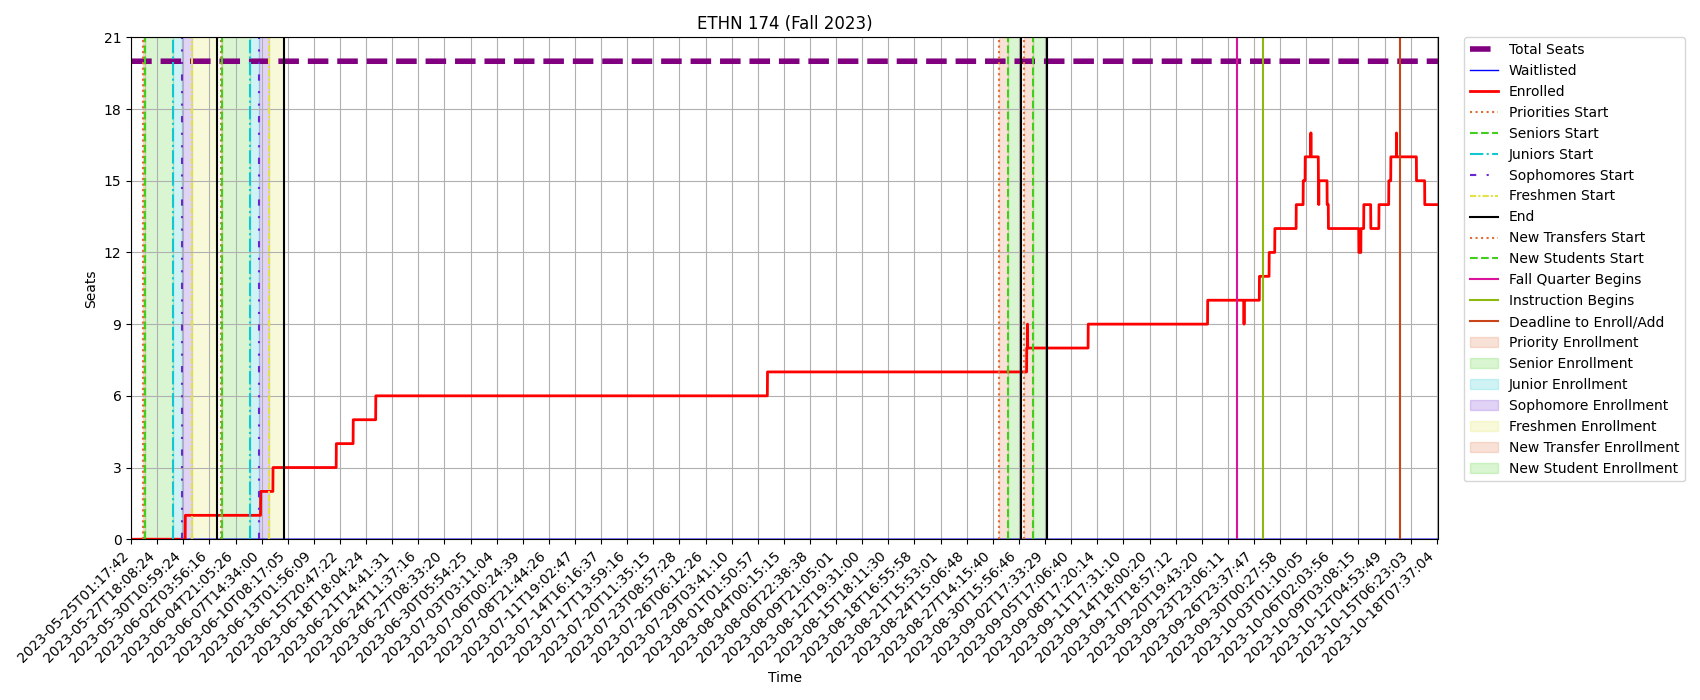 ETHN 174 (Fall 2023)
21
18
15
12
9
6
3
0
Seats
2023-05-25T01:17:42
2023-05-27T18:08:24
2023-05-30T10:59:24
2023-06-02T03:56:16
2023-06-04T21:05:26
2023-06-07T14:34:00
2023-06-10T08:17:05
2023-06-13T01:56:09
2023-06-15T20:47:22
2023-06-18T18:04:24
2023-06-21T14:41:31
2023-06-24T11:37:16
2023-06-27T08:33:20
2023-06-30T05:54:25
2023-07-03T03:11:04
2023-07-06T00:24:39
2023-07-08T21:44:26
2023-07-11T19:02:47
2023-07-14T16:16:37
2023-07-17T13:59:16
2023-07-20T11:35:15
2023-07-23T08:57:28
2023-07-26T06:12:26
2023-07-29T03:41:10
2023-08-01T01:50:57
2023-08-04T00:15:15
2023-08-06T22:38:38
2023-08-09T21:05:01
2023-08-12T19:31:00
2023-08-15T18:11:30
2023-08-18T16:55:58
2023-08-21T15:53:01
2023-08-24T15:06:48
2023-08-27T14:15:40
2023-08-30T15:56:46
2023-09-02T17:33:29
2023-09-05T17:06:40
2023-09-08T17:20:14
2023-09-11T17:31:10
2023-09-14T18:00:20
2023-09-17T18:57:12
2023-09-20T19:43:20
2023-09-23T23:06:11
2023-09-26T23:37:47
2023-09-30T00:27:58
2023-10-03T01:10:05
2023-10-06T02:03:56
2023-10-09T03:08:15
2023-10-12T04:53:49
2023-10-15T06:23:03
2023-10-18T07:37:04
Time
Total Seats
Waitlisted
Enrolled
Priorities Start
Seniors Start
Juniors Start
Sophomores Start
Freshmen Start
End
New Transfers Start
New Students Start
Fall Quarter Begins
Instruction Begins
Deadline to Enroll/Add
Priority Enrollment
Senior Enrollment
Junior Enrollment
Sophomore Enrollment
Freshmen Enrollment
New Transfer Enrollment
New Student Enrollment